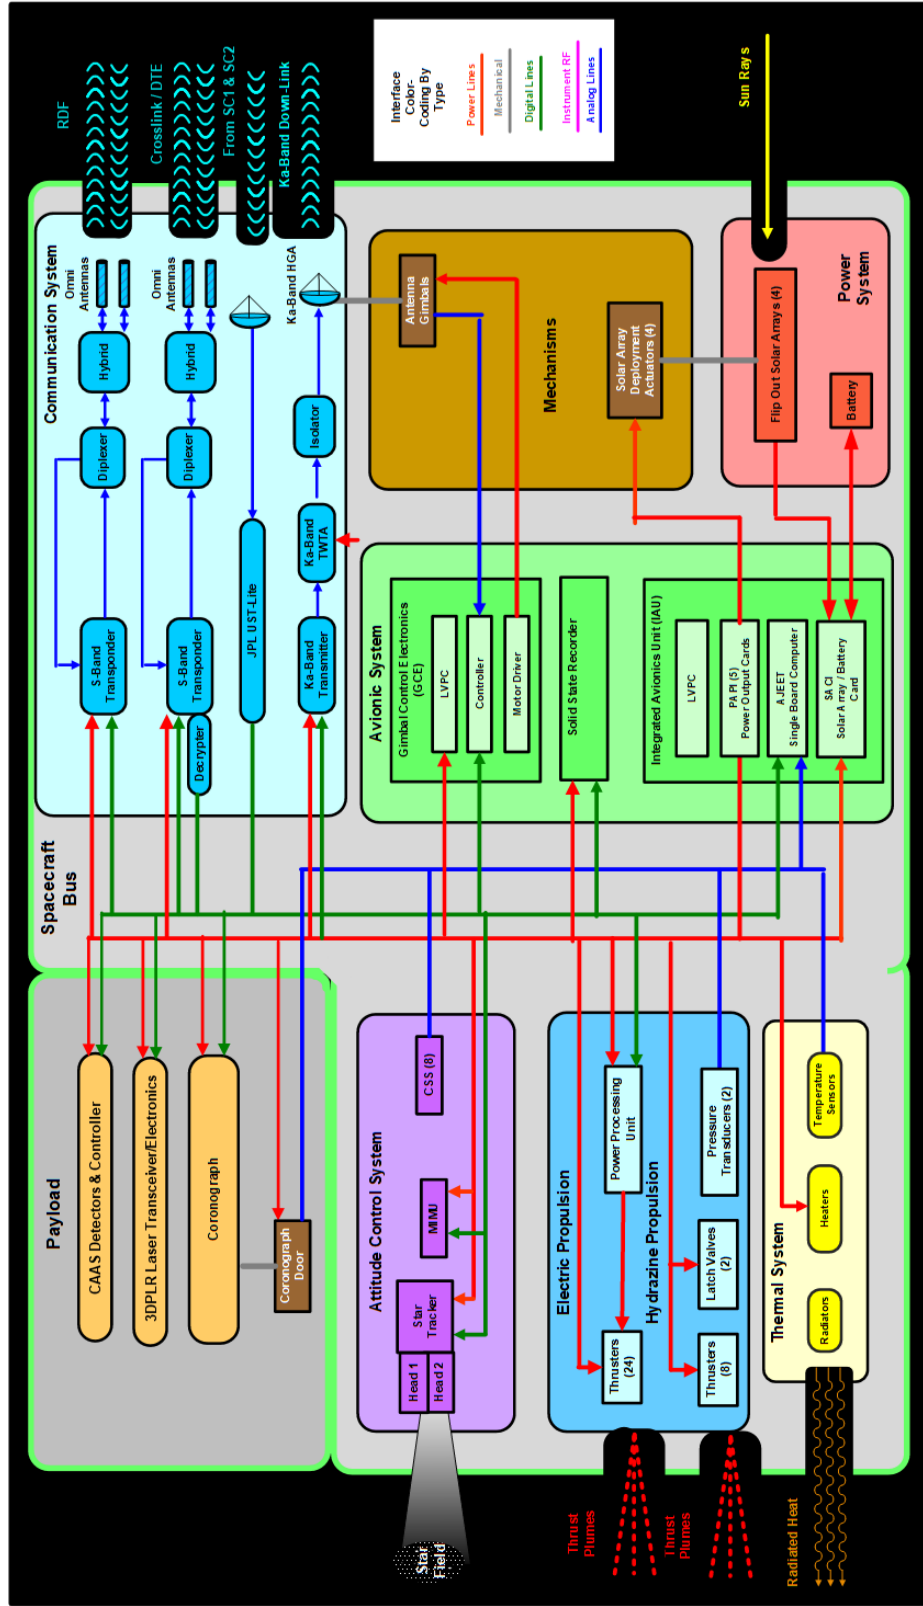 RDF
Crosslink / DTE
From SC1 & SC2
Ka-Band Down-Link
Interface
Color-
Coding By
Type
Power Lines
Mechanical
Digital Lines
Instrument RF
Analog Lines
Sun Rays
Spacecraft
Bus
Communication System
Omni
Antennas
Hybrid
Diplexer
S-Band
Transponder
Omni
Antennas
Hybrid
Diplexer
S-Band
Transponder
Decrypter
JPL UST-Lite
Ka-Band HGA
Isolator
Ka-Band
TWTA
Ka-Band
Transmitter
Mechanisms
Antenna
Gimbals
Solar Array
Deployment
Actuators (4)
Power
System
Flip Out Solar Arrays (4)
Battery
Avionic System
Gimbal Control Electronics
(GCE)
LVPC
Controller
Motor Driver
Solid State Recorder
Integrated Avionics Unit (IAU)
LVPC
PAPI (5)
Power Output Cards
AJEET
Single Board Computer
SACI
Solar Array / Battery
Card
Payload
CAAS Detectors & Controller
3DPLR Laser Transceiver/Electronics
Coronograph
Coronograph
Door
Attitude Control System
CSS (8)
MIMU
Star
Tracker
Head 1
Head 2
Star
Field
Electric Propulsion
Power Processing
Unit
Thrusters
(24)
Hydrazine Propulsion
Pressure
Transducers (2)
Latch Valves
(2)
Thrusters
(8)
Thrust
Plumes
Thrust
Plumes
Thermal System
Temperature
Sensors
Heaters
Radiators
Radiated Heat